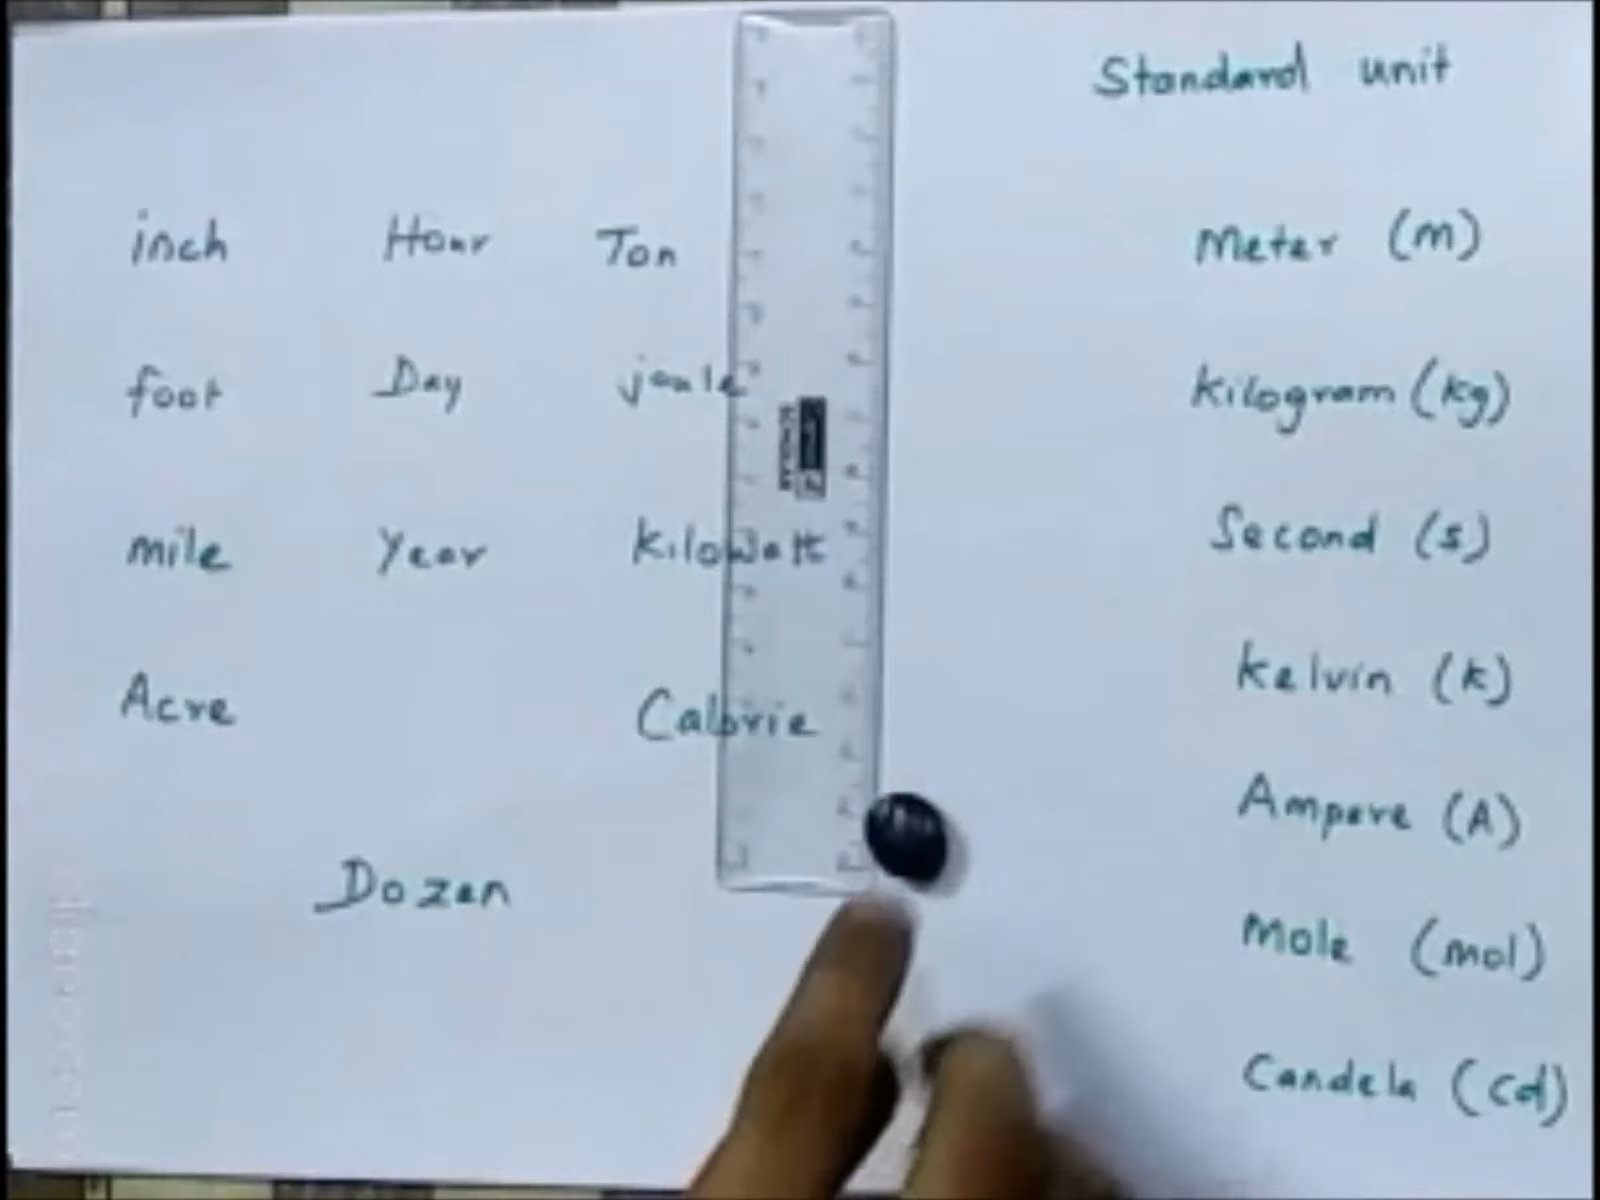 Standard unit
inch Hour Ton
Meter (m)
foot Day joule
Kilogram (kg)
mile Year Kilowatt
Second (s)
Kelvin (k)
Acre Calorie
Ampere (A)
Dozen
Mole (mol)
Candela (cd)